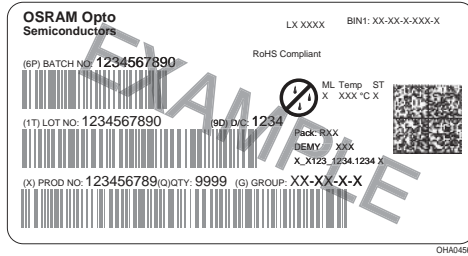 OSRAM Opto
Semiconductors
LX XXXX
BIN1: XX-XX-X-XXX-X
RoHS Compliant
(6P) BATCH NO: 1234567890
ML Temp ST
X XXX °C X
(1T) LOT NO: 1234567890
(9D) D/C: 1234
Pack: RXX
DEMY XXX
X_X123_1234.1234 X
(X) PROD NO: 123456789(Q)QTY: 9999 (G) GROUP: XX-XX-X-X
EXAMPLE